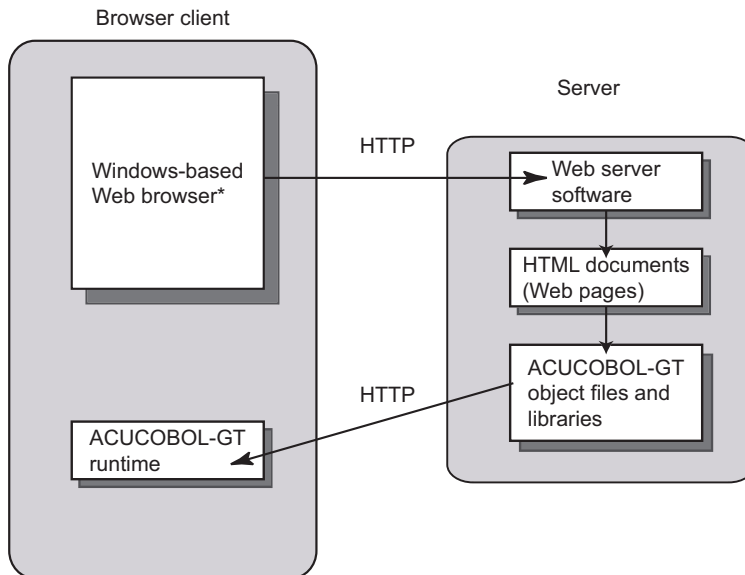 Browser client
Server
Windows-based
Web browser*
HTTP
Web server
software
HTML documents
(Web pages)
ACUCOBOL-GT
object files and
libraries
HTTP
ACUCOBOL-GT
runtime